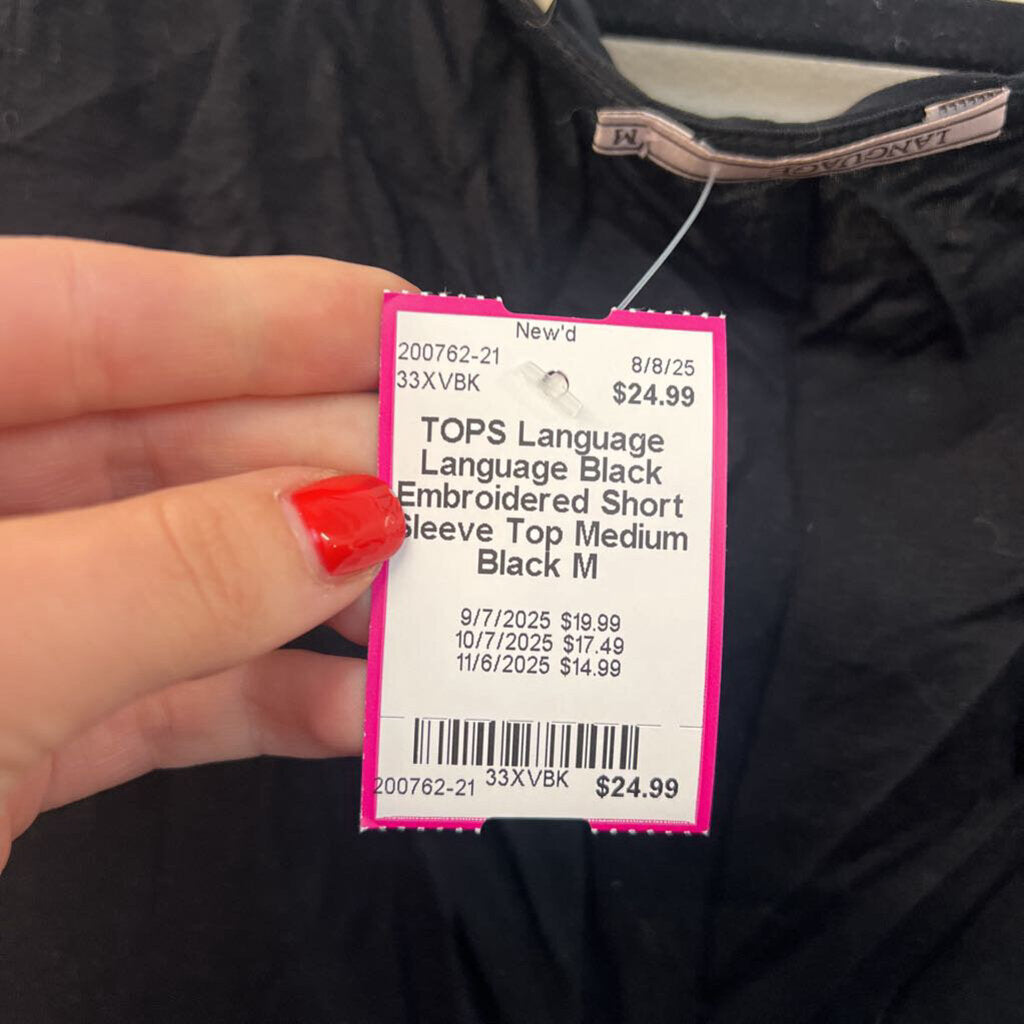 M
LANGUAGE
New'd
200762-21
8/8/25
33XVBK
$24.99
TOPS Language
Language Black
Embroidered Short
Sleeve Top Medium
Black M
9/7/2025 $19.99
10/7/2025 $17.49
11/6/2025 $14.99
200762-21 33XVBK $24.99